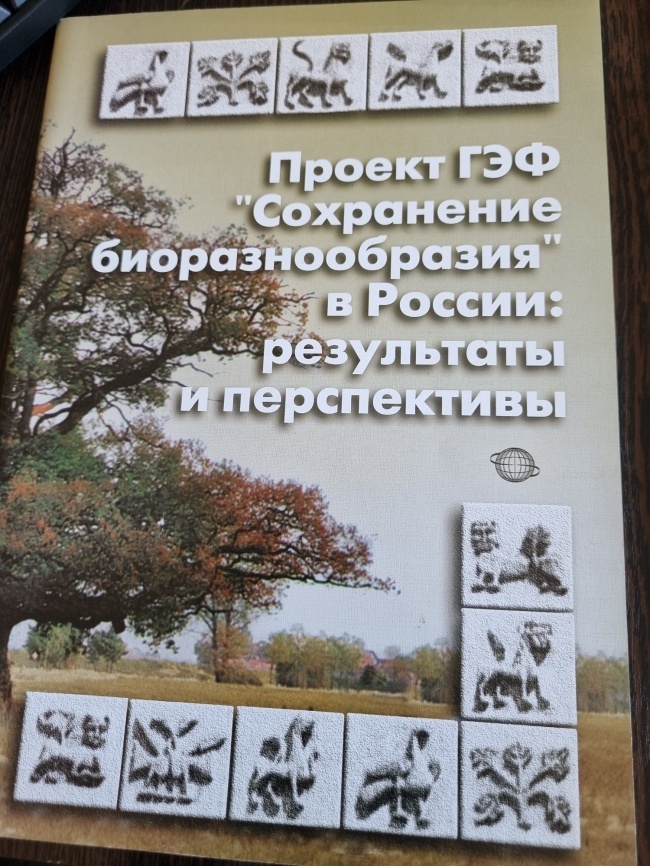 Проект ГЭФ
"Сохранение
биоразнообразия"
в России:
результаты
и перспективы